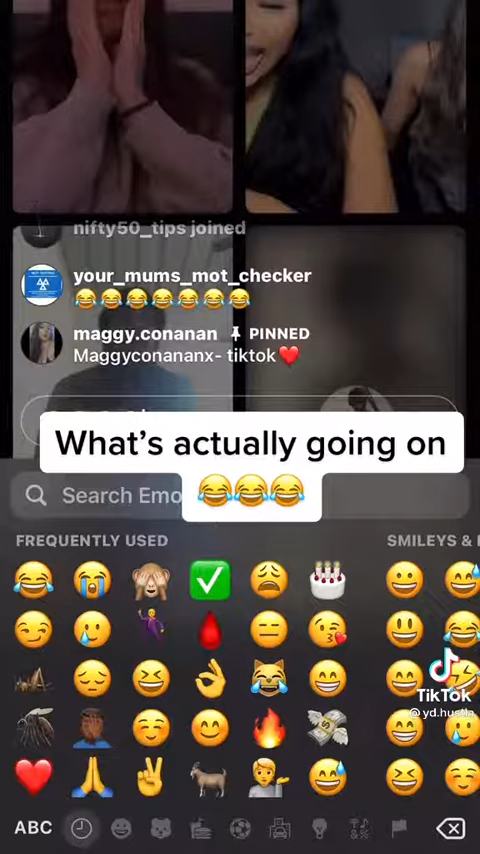 nifty50_tips joined
your_mums_mot_checker
😂😂😂😂😂😂😂
maggy.conanan 📌 PINNED
Maggyconananx- tiktok❤️
What's actually going on
😂😂😂
Search Emo
FREQUENTLY USED
SMILEYS &
TikTok
@yd.hustla
ABC